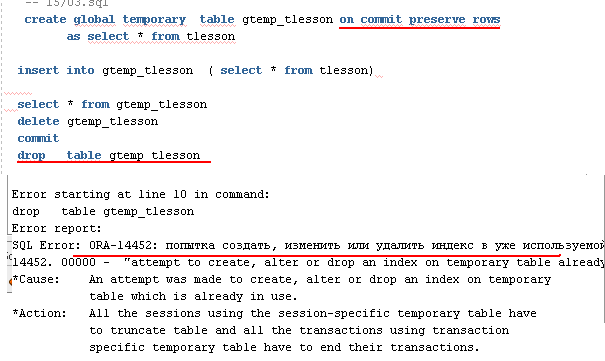 -- 15/03.sql
create global temporary table gtemp_tlesson on commit preserve rows
as select * from tlesson
insert into gtemp_tlesson ( select * from tlesson)
select * from gtemp_tlesson
delete gtemp_tlesson
commit
drop table gtemp_tlesson
Error starting at line 10 in command:
drop table gtemp_tlesson
Error report:
SQL Error: ORA-14452: попытка создать, изменить или удалить индекс в уже используемой
14452. 00000 - "attempt to create, alter or drop an index on temporary table already
*Cause: An attempt was made to create, alter or drop an index on temporary
table which is already in use.
*Action: All the sessions using the session-specific temporary table have
to truncate table and all the transactions using transaction
specific temporary table have to end their transactions.